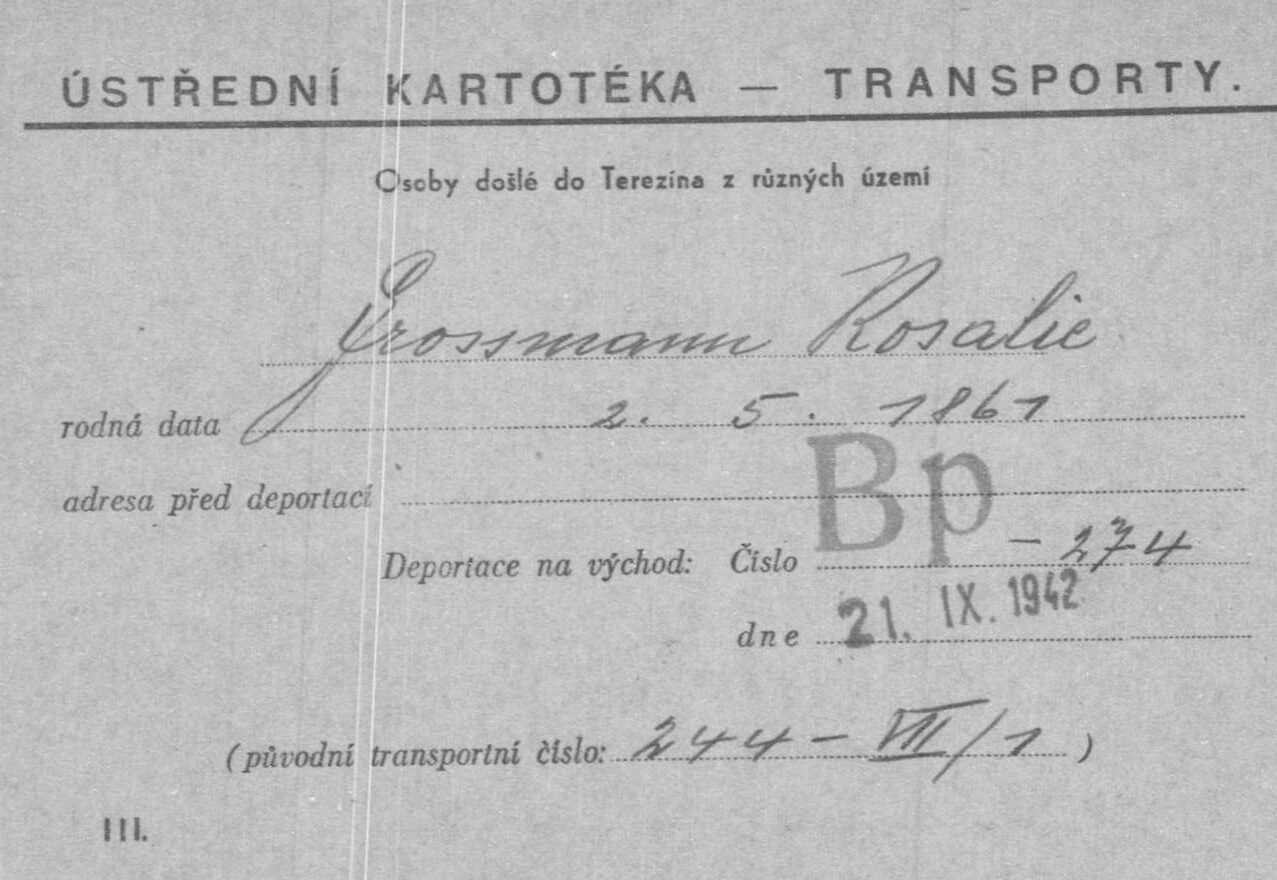 ÚSTŘEDNÍ KARTOTÉKA — TRANSPORTY.
Osoby došlé do Terezína z různých území
Grossmann Rosalie
rodná data 2. 5. 1861
adresa před deportací
Deportace na východ: Číslo Bp - 274
dne 21. IX. 1942
(původní transportní číslo: 244 - VII/1)
III.